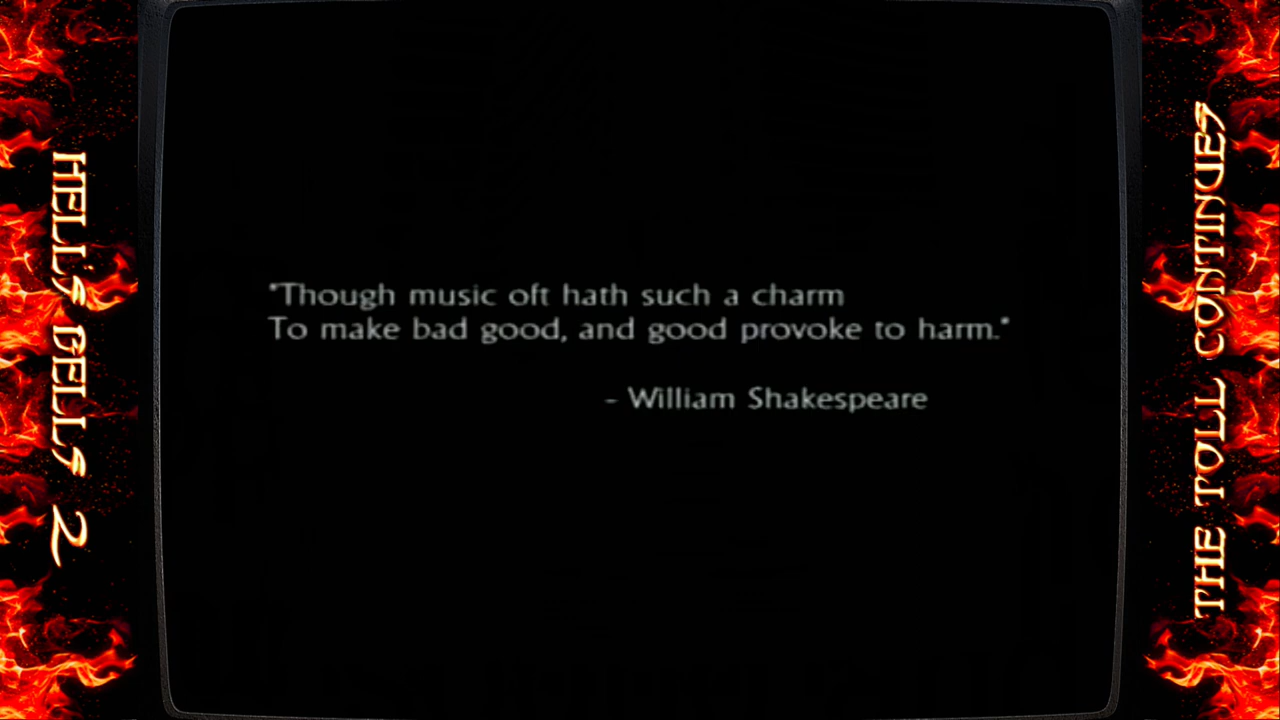 HELL'S BELLS 2
"Though music oft hath such a charm
To make bad good, and good provoke to harm."
- William Shakespeare
THE TOLL CONTINUES